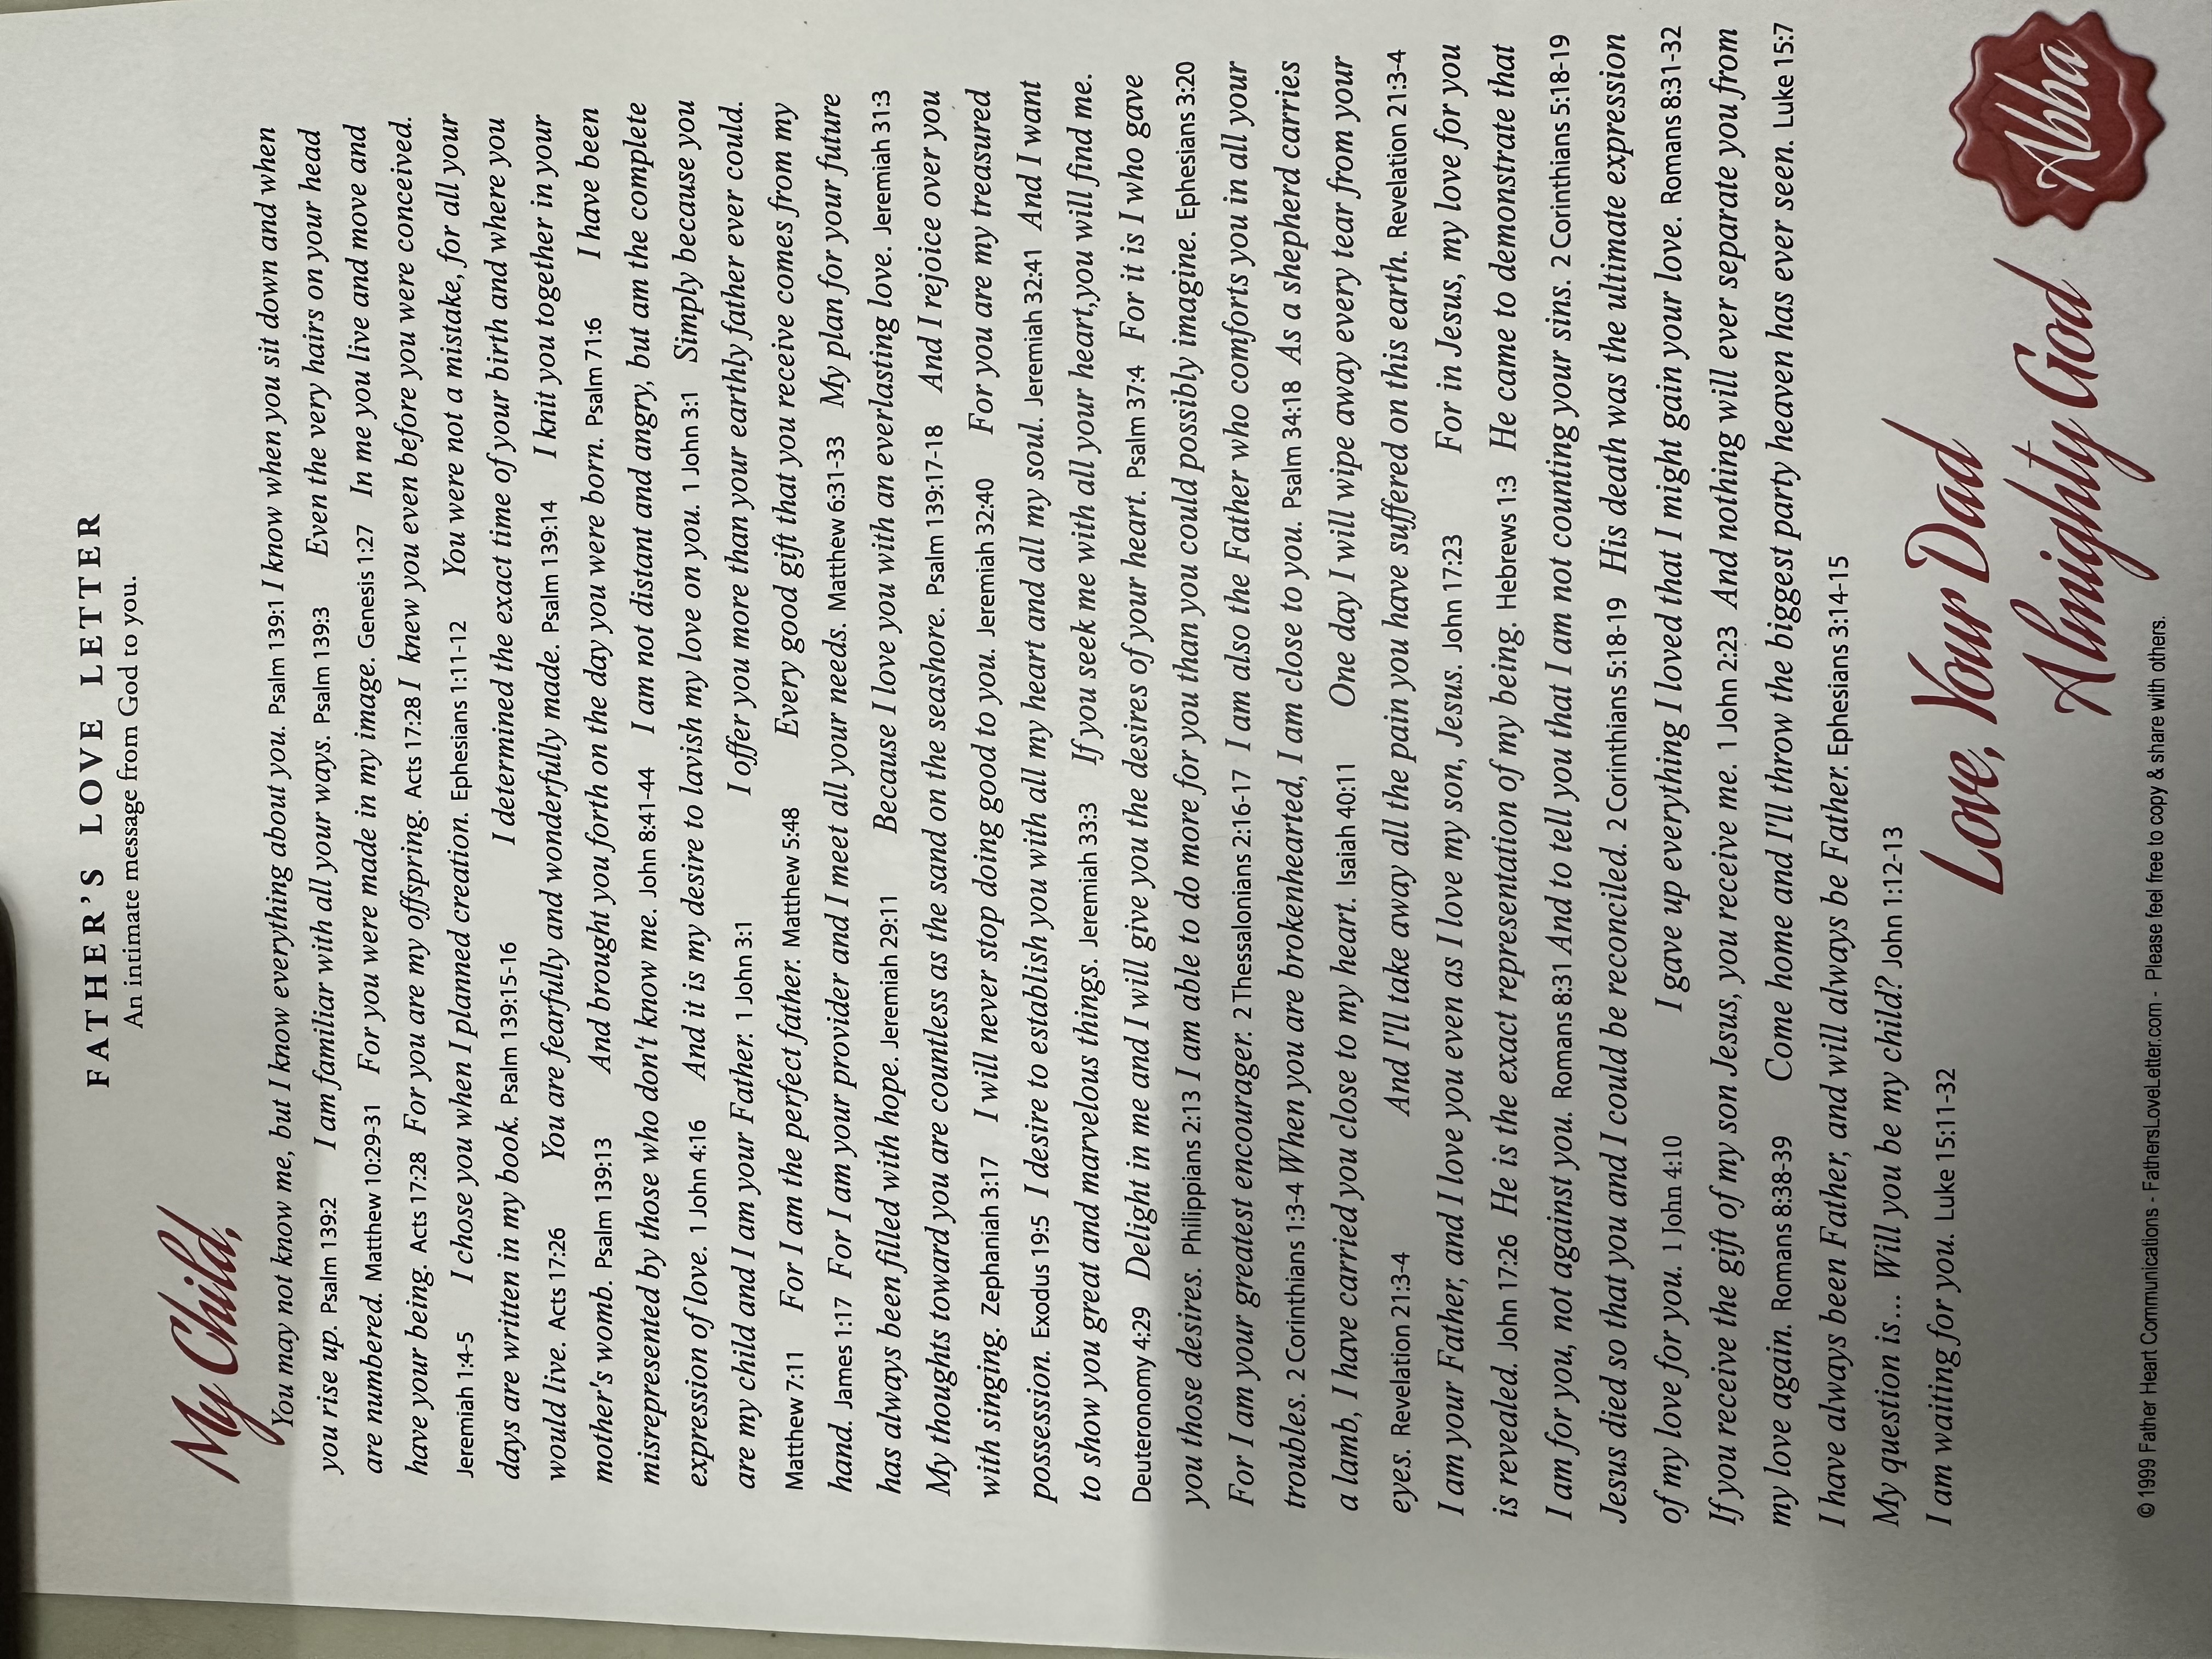 FATHER'S LOVE LETTER
An intimate message from God to you.
My Child,
You may not know me, but I know everything about you. Psalm 139:1 I know when you sit down and when
you rise up. Psalm 139:2 I am familiar with all your ways. Psalm 139:3 Even the very hairs on your head
are numbered. Matthew 10:29-31 For you were made in my image. Genesis 1:27 In me you live and move and
have your being. Acts 17:28 For you are my offspring. Acts 17:28 I knew you even before you were conceived.
Jeremiah 1:4-5 I chose you when I planned creation. Ephesians 1:11-12 You were not a mistake, for all your
days are written in my book. Psalm 139:15-16 I determined the exact time of your birth and where you
would live. Acts 17:26 You are fearfully and wonderfully made. Psalm 139:14 I knit you together in your
mother's womb. Psalm 139:13 And brought you forth on the day you were born. Psalm 71:6 I have been
misrepresented by those who don't know me. John 8:41-44 I am not distant and angry, but am the complete
expression of love. 1 John 4:16 And it is my desire to lavish my love on you. 1 John 3:1 Simply because you
are my child and I am your Father. 1 John 3:1 I offer you more than your earthly father ever could.
Matthew 7:11 For I am the perfect father. Matthew 5:48 Every good gift that you receive comes from my
hand. James 1:17 For I am your provider and I meet all your needs. Matthew 6:31-33 My plan for your future
has always been filled with hope. Jeremiah 29:11 Because I love you with an everlasting love. Jeremiah 31:3
My thoughts toward you are countless as the sand on the seashore. Psalm 139:17-18 And I rejoice over you
with singing. Zephaniah 3:17 I will never stop doing good to you. Jeremiah 32:40 For you are my treasured
possession. Exodus 19:5 I desire to establish you with all my heart and all my soul. Jeremiah 32:41 And I want
to show you great and marvelous things. Jeremiah 33:3 If you seek me with all your heart,you will find me.
Deuteronomy 4:29 Delight in me and I will give you the desires of your heart. Psalm 37:4 For it is I who gave
you those desires. Philippians 2:13 I am able to do more for you than you could possibly imagine. Ephesians 3:20
For I am your greatest encourager. 2 Thessalonians 2:16-17 I am also the Father who comforts you in all your
troubles. 2 Corinthians 1:3-4 When you are brokenhearted, I am close to you. Psalm 34:18 As a shepherd carries
a lamb, I have carried you close to my heart. Isaiah 40:11 One day I will wipe away every tear from your
eyes. Revelation 21:3-4 And I'll take away all the pain you have suffered on this earth. Revelation 21:3-4
I am your Father, and I love you even as I love my son, Jesus. John 17:23 For in Jesus, my love for you
is revealed. John 17:26 He is the exact representation of my being. Hebrews 1:3 He came to demonstrate that
I am for you, not against you. Romans 8:31 And to tell you that I am not counting your sins. 2 Corinthians 5:18-19
Jesus died so that you and I could be reconciled. 2 Corinthians 5:18-19 His death was the ultimate expression
of my love for you. 1 John 4:10 I gave up everything I loved that I might gain your love. Romans 8:31-32
If you receive the gift of my son Jesus, you receive me. 1 John 2:23 And nothing will ever separate you from
my love again. Romans 8:38-39 Come home and I'll throw the biggest party heaven has ever seen. Luke 15:7
I have always been Father, and will always be Father. Ephesians 3:14-15
My question is... Will you be my child? John 1:12-13
I am waiting for you. Luke 15:11-32
Love, Your Dad
Almighty God
Abba
© 1999 Father Heart Communications - FathersLoveLetter.com - Please feel free to copy & share with others.